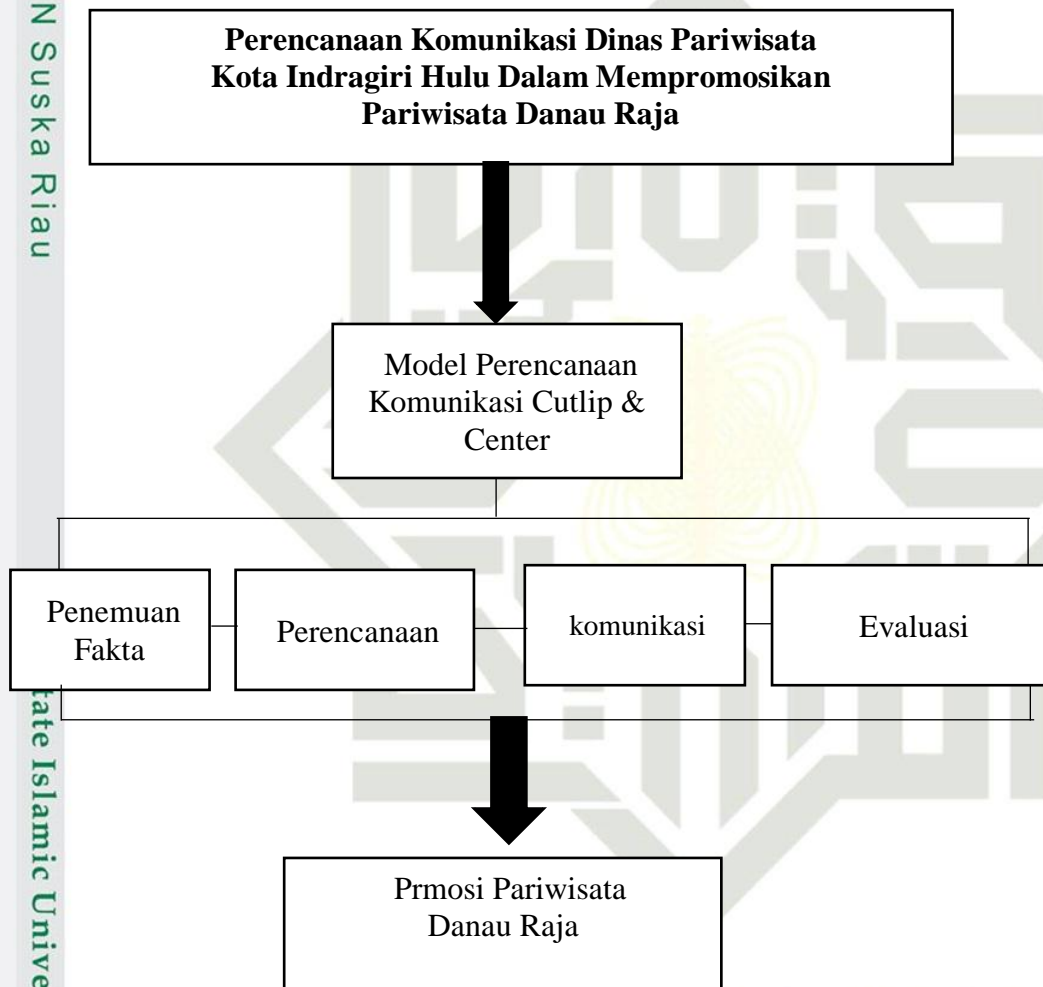 N Suska Riau
Perencanaan Komunikasi Dinas Pariwisata
Kota Indragiri Hulu Dalam Mempromosikan
Pariwisata Danau Raja
Model Perencanaan
Komunikasi Cutlip &
Center
Penemuan
Fakta
Perencanaan
komunikasi
Evaluasi
tate Islamic Unive
Prmosi Pariwisata
Danau Raja